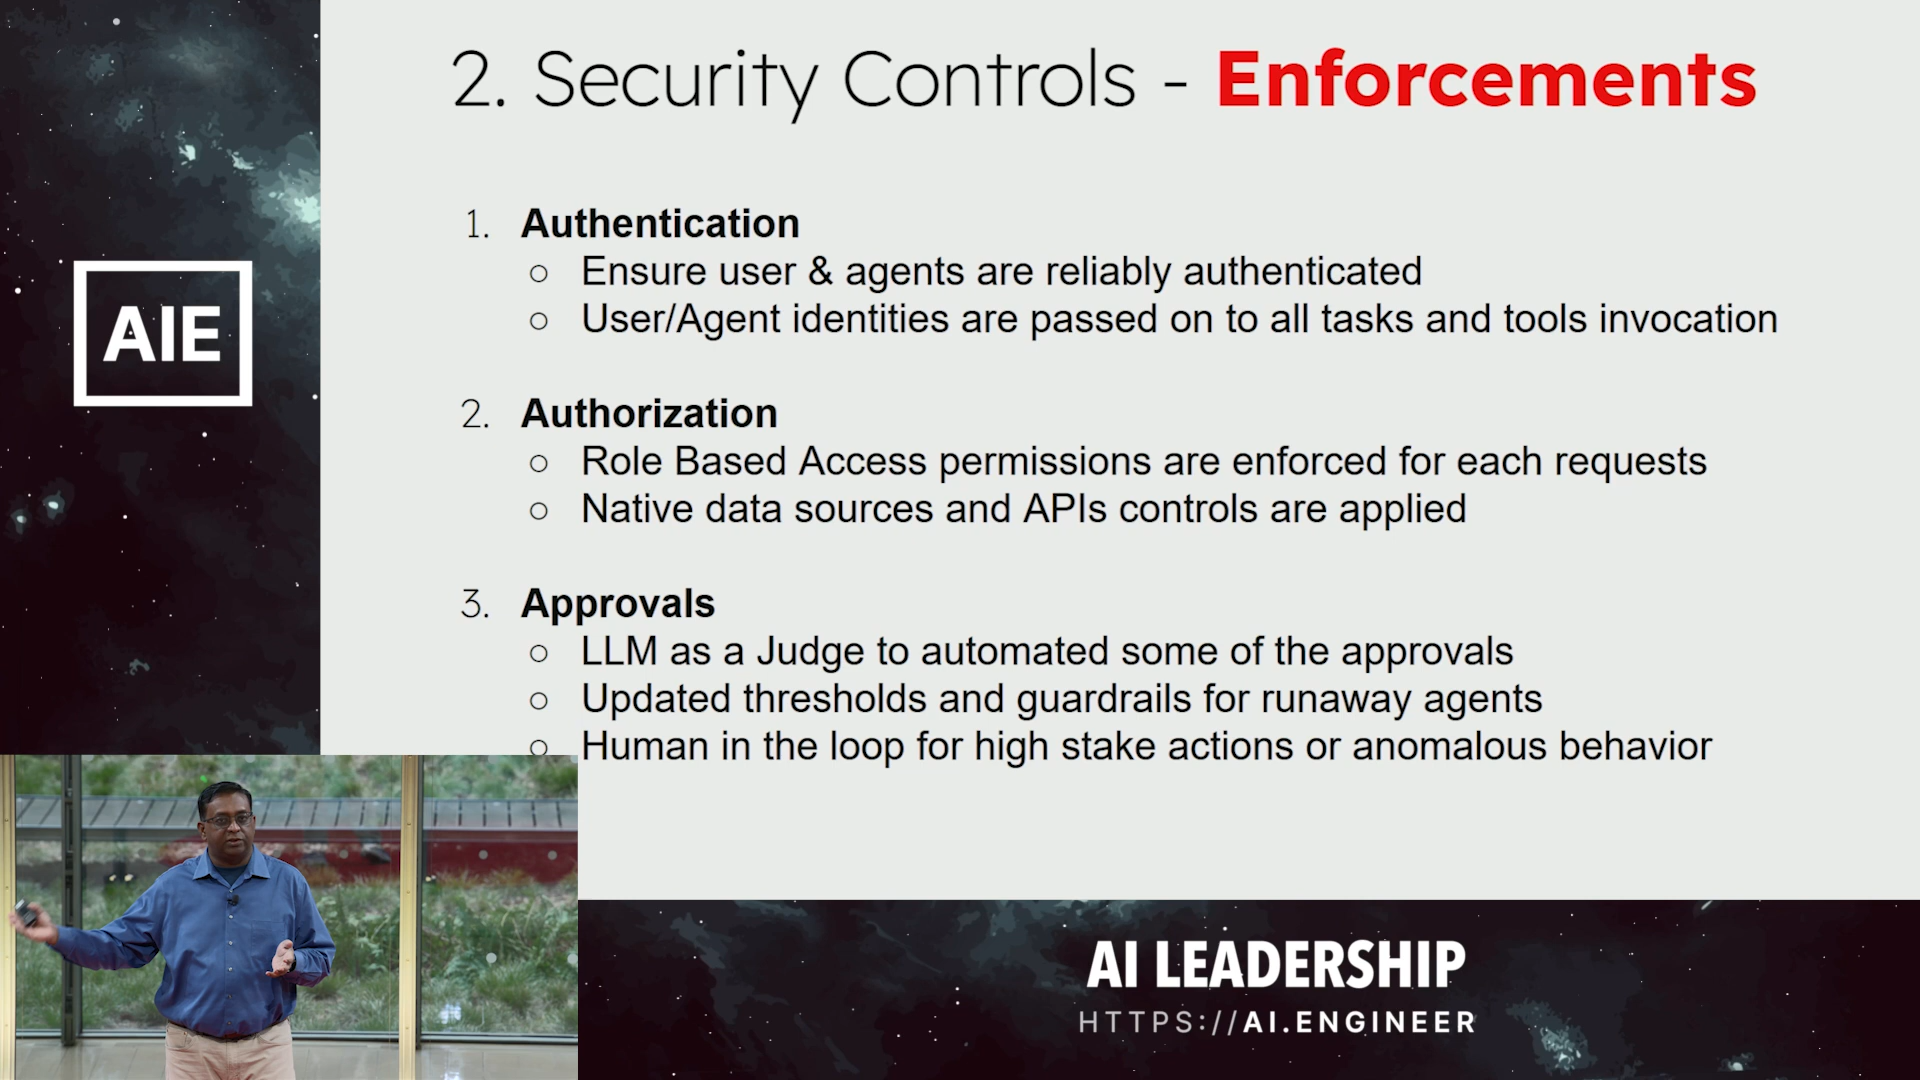 2. Security Controls - Enforcements
AIE
1. Authentication
○ Ensure user & agents are reliably authenticated
○ User/Agent identities are passed on to all tasks and tools invocation
2. Authorization
○ Role Based Access permissions are enforced for each requests
○ Native data sources and APIs controls are applied
3. Approvals
○ LLM as a Judge to automated some of the approvals
○ Updated thresholds and guardrails for runaway agents
○ Human in the loop for high stake actions or anomalous behavior
AI LEADERSHIP
HTTPS://AI.ENGINEER